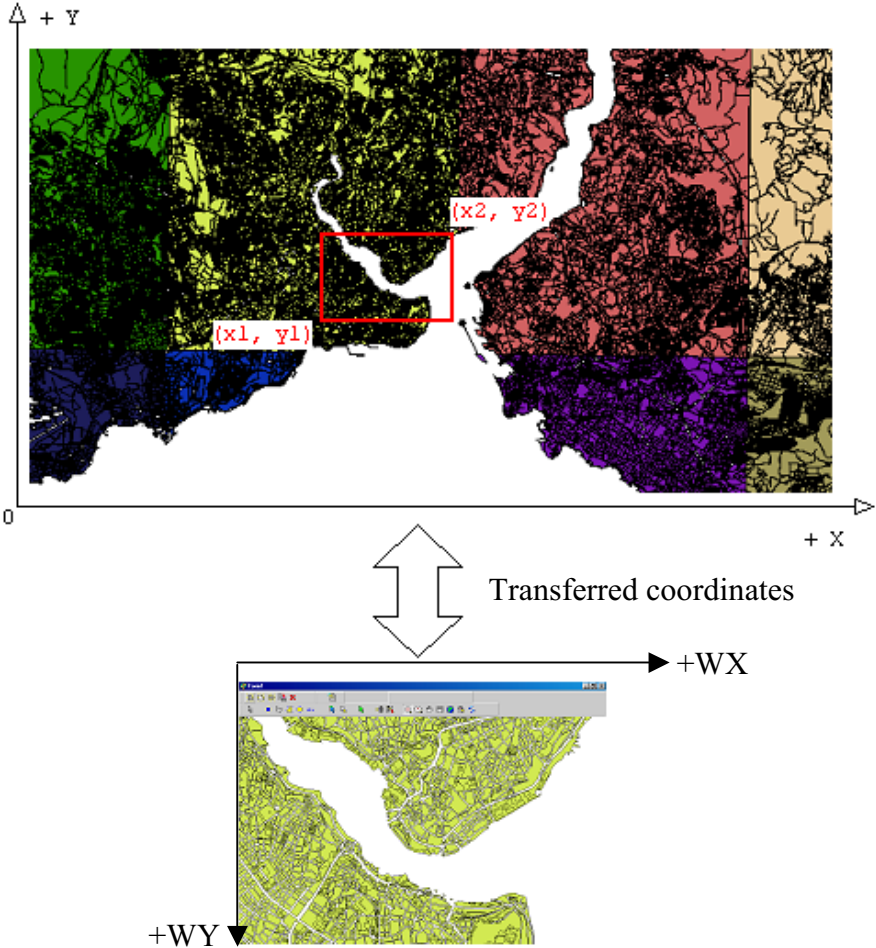 + Y
(x2, y2)
(x1, y1)
0
+ X
Transferred coordinates
+WX
+WY